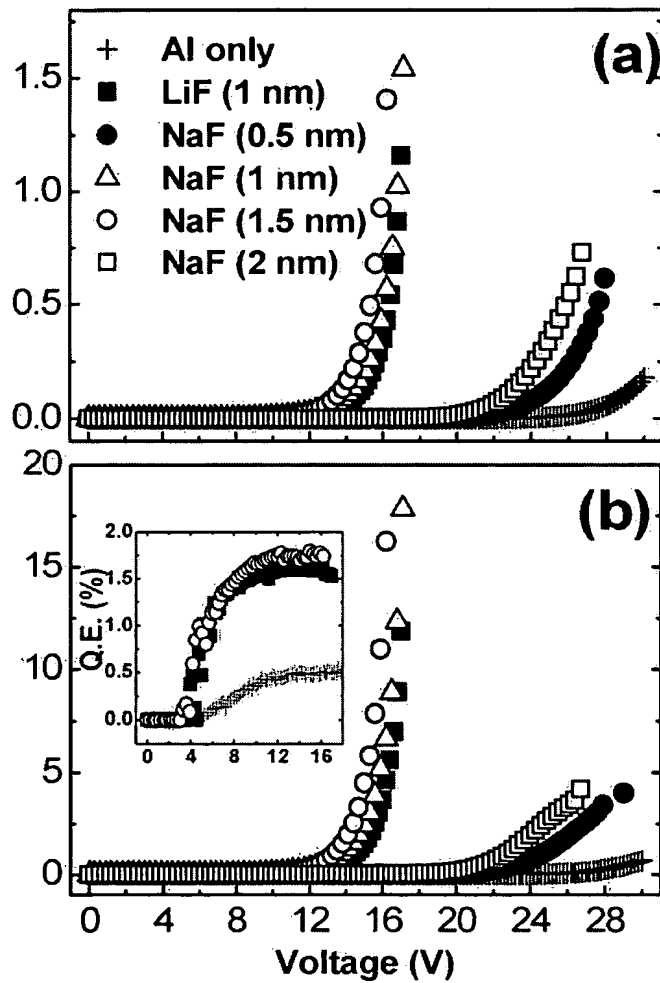 (a)
Al only
LiF (1 nm)
NaF (0.5 nm)
NaF (1 nm)
NaF (1.5 nm)
NaF (2 nm)
1.5
1.0
0.5
0.0
(b)
20
15
10
5
0
Q.E. (%)
2.0
1.5
1.0
0.5
0.0
0 4 8 12 16
0 4 8 12 16 20 24 28
Voltage (V)